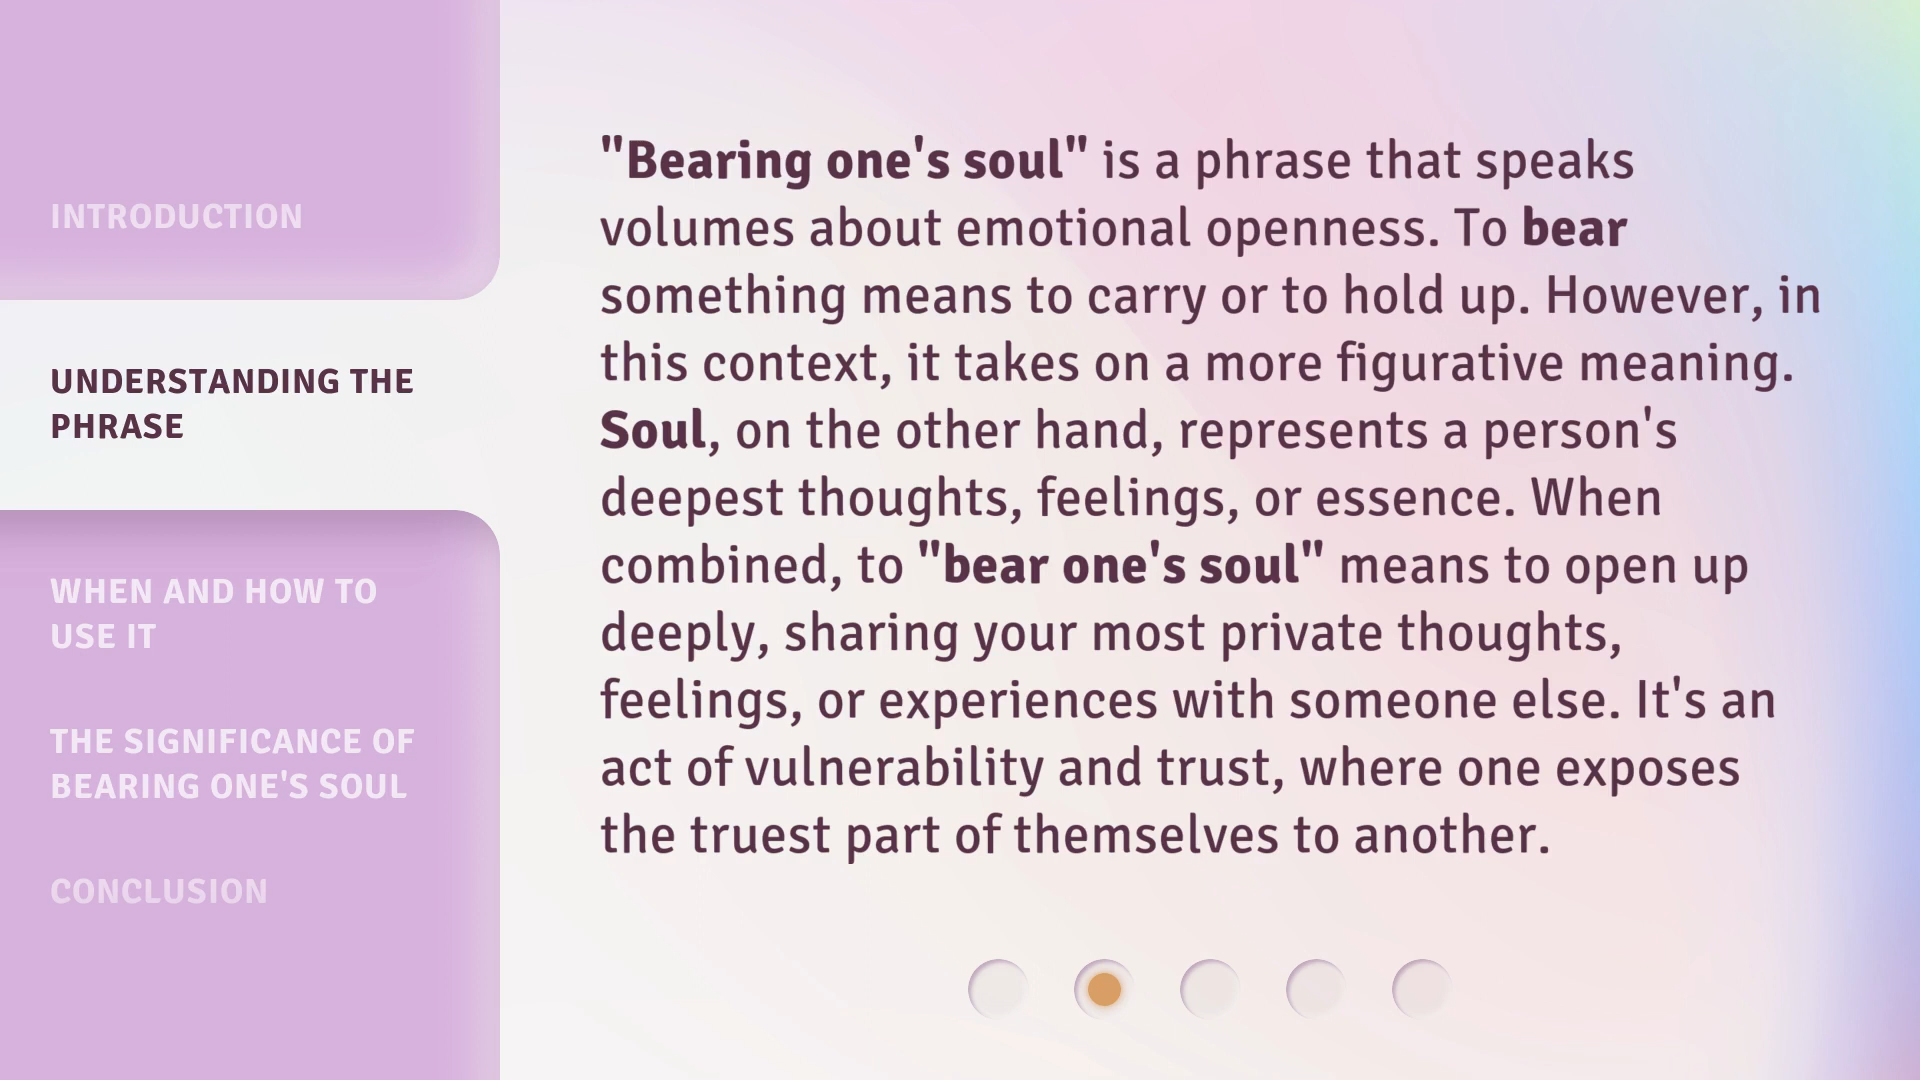 INTRODUCTION
UNDERSTANDING THE
PHRASE
WHEN AND HOW TO
USE IT
THE SIGNIFICANCE OF
BEARING ONE'S SOUL
CONCLUSION
"Bearing one's soul" is a phrase that speaks
volumes about emotional openness. To bear
something means to carry or to hold up. However, in
this context, it takes on a more figurative meaning.
Soul, on the other hand, represents a person's
deepest thoughts, feelings, or essence. When
combined, to "bear one's soul" means to open up
deeply, sharing your most private thoughts,
feelings, or experiences with someone else. It's an
act of vulnerability and trust, where one exposes
the truest part of themselves to another.